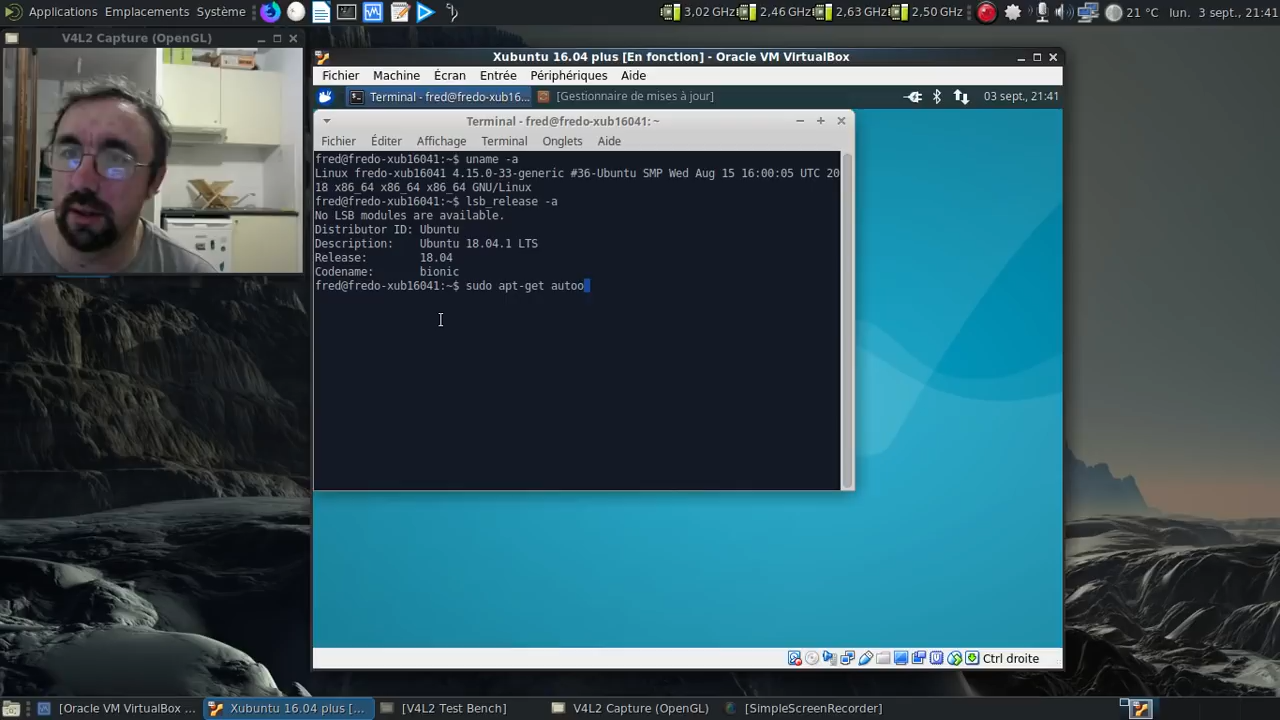 Applications Emplacements Système
3,02 GHz 2,46 GHz 2,63 GHz 2,50 GHz 21 °C lun. 3 sept., 21:41
V4L2 Capture (OpenGL)
Xubuntu 16.04 plus [En fonction] - Oracle VM VirtualBox
Fichier Machine Écran Entrée Périphériques Aide
Terminal - fred@fredo-xub16... [Gestionnaire de mises à jour] 03 sept., 21:41
Terminal - fred@fredo-xub16041: ~
Fichier Éditer Affichage Terminal Onglets Aide
fred@fredo-xub16041:~$ uname -a
Linux fredo-xub16041 4.15.0-33-generic #36-Ubuntu SMP Wed Aug 15 16:00:05 UTC 20
18 x86_64 x86_64 x86_64 GNU/Linux
fred@fredo-xub16041:~$ lsb_release -a
No LSB modules are available.
Distributor ID: Ubuntu
Description: Ubuntu 18.04.1 LTS
Release: 18.04
Codename: bionic
fred@fredo-xub16041:~$ sudo apt-get autoo
Ctrl droite
[Oracle VM VirtualBox ... Xubuntu 16.04 plus [... [V4L2 Test Bench] V4L2 Capture (OpenGL) [SimpleScreenRecorder]